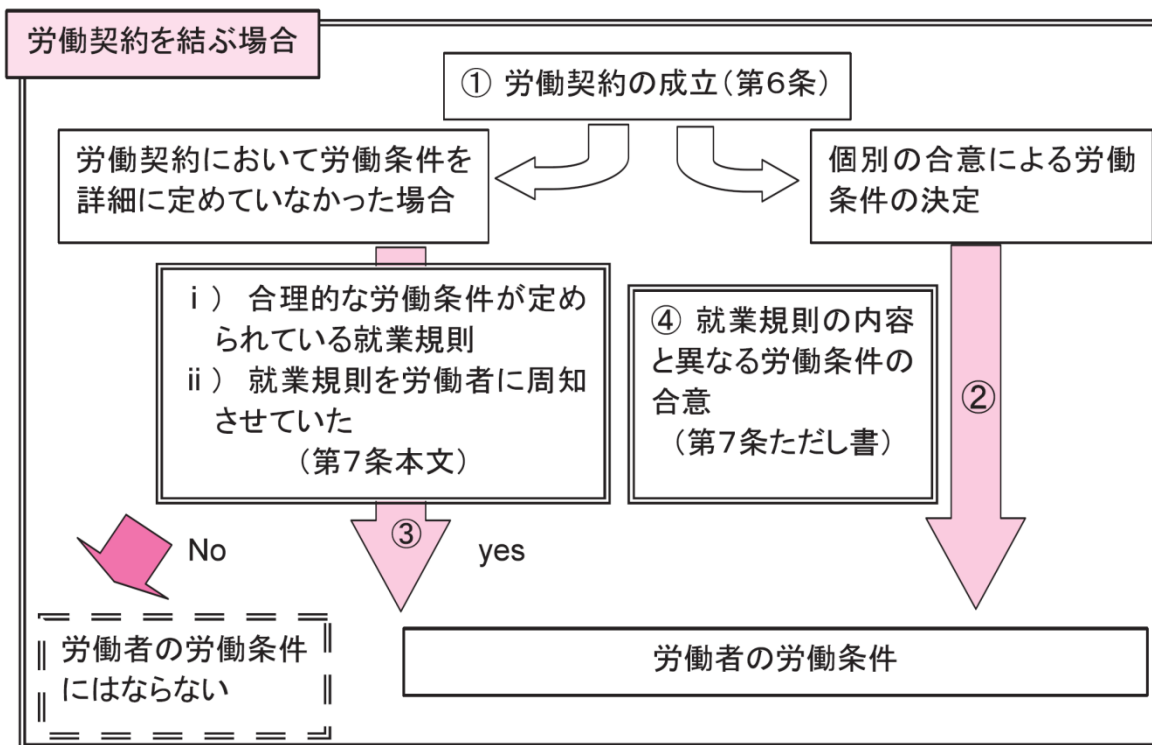 労働契約を結ぶ場合
① 労働契約の成立（第６条）
労働契約において労働条件を
詳細に定めていなかった場合
個別の合意による労働
条件の決定
ⅰ） 合理的な労働条件が定め
られている就業規則
ⅱ） 就業規則を労働者に周知
させていた
（第７条本文）
④ 就業規則の内容
と異なる労働条件の
合意
（第７条ただし書）
②
③
No
yes
労働者の労働条件
にはならない
労働者の労働条件